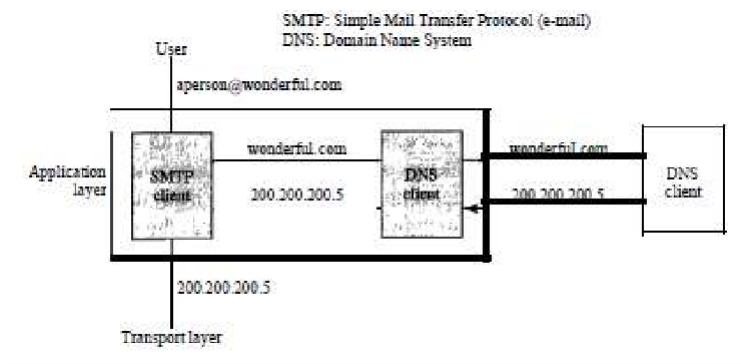 SMTP: Simple Mail Transfer Protocol (e-mail)
DNS: Domain Name System
User
aperson@wonderful.com
wonderful.com
wonderful.com
Application
layer
SMTP
client
DNS
client
DNS
client
200.200.200.5
200.200.200.5
200.200.200.5
Transport layer